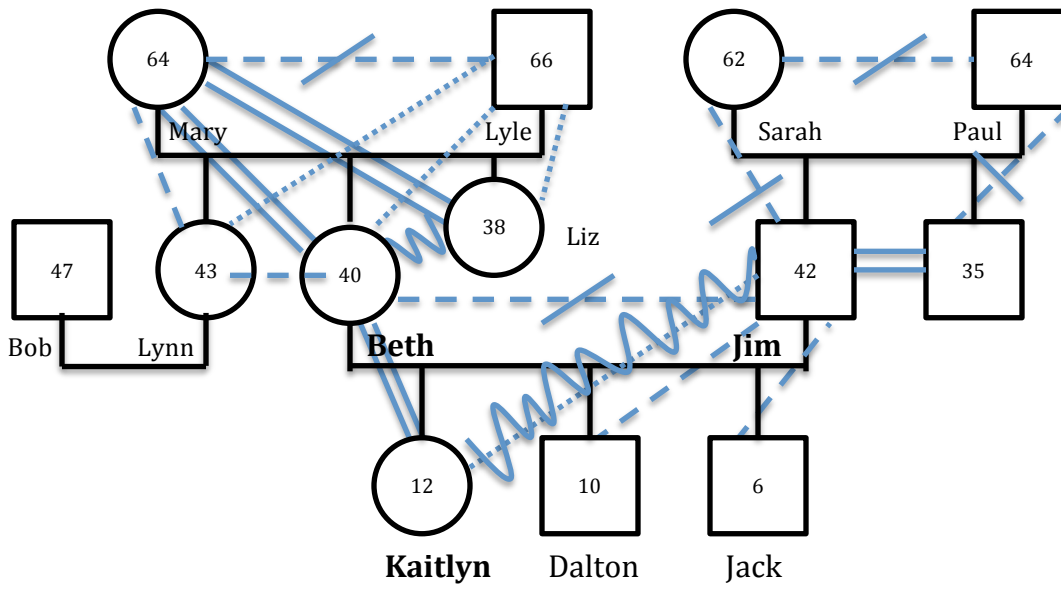 64 66 62 64
Mary Lyle Sarah Paul
38
Liz
47 43 40 42 35
Bob Lynn Beth Jim
12 10 6
Kaitlyn Dalton Jack